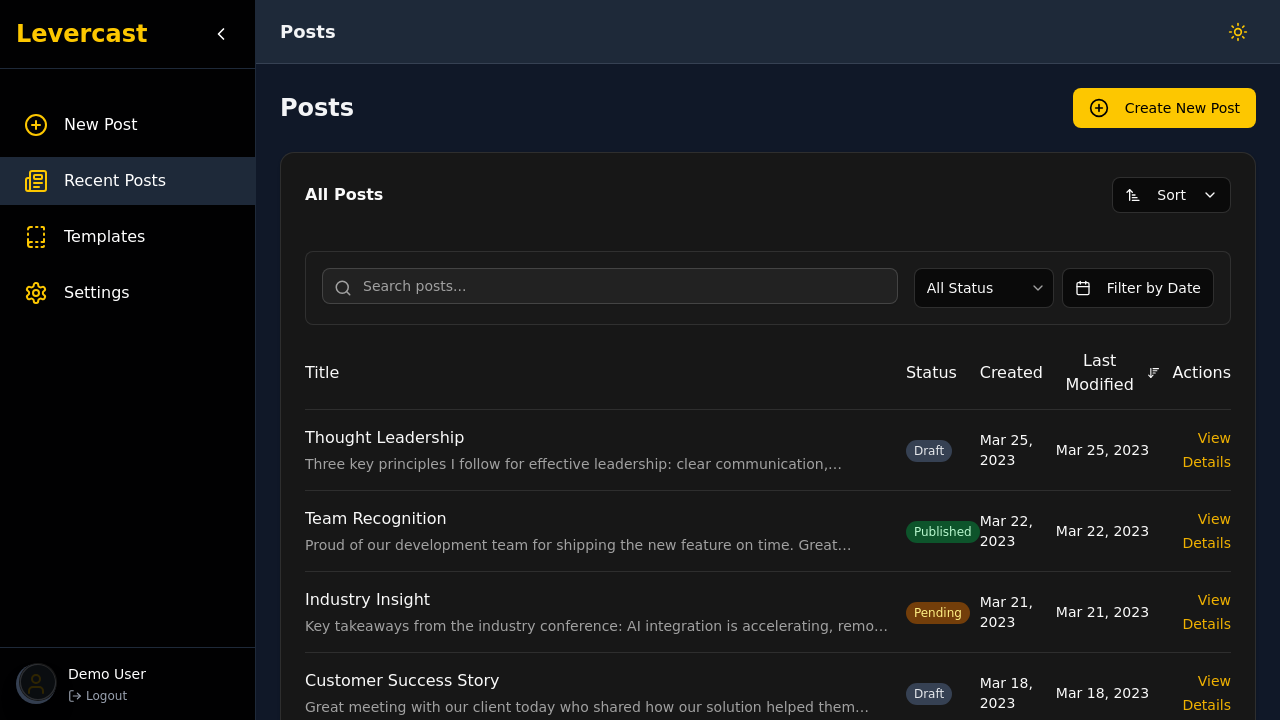 Levercast
Posts
New Post
Recent Posts
Templates
Settings
Demo User
Logout
Posts
Create New Post
All Posts
Sort
Search posts...
All Status
Filter by Date
Title
Status
Created
Last
Modified
Actions
Thought Leadership
Three key principles I follow for effective leadership: clear communication,...
Draft
Mar 25,
2023
Mar 25, 2023
View
Details
Team Recognition
Proud of our development team for shipping the new feature on time. Great...
Published
Mar 22,
2023
Mar 22, 2023
View
Details
Industry Insight
Key takeaways from the industry conference: AI integration is accelerating, remo...
Pending
Mar 21,
2023
Mar 21, 2023
View
Details
Customer Success Story
Great meeting with our client today who shared how our solution helped them...
Draft
Mar 18,
2023
Mar 18, 2023
View
Details